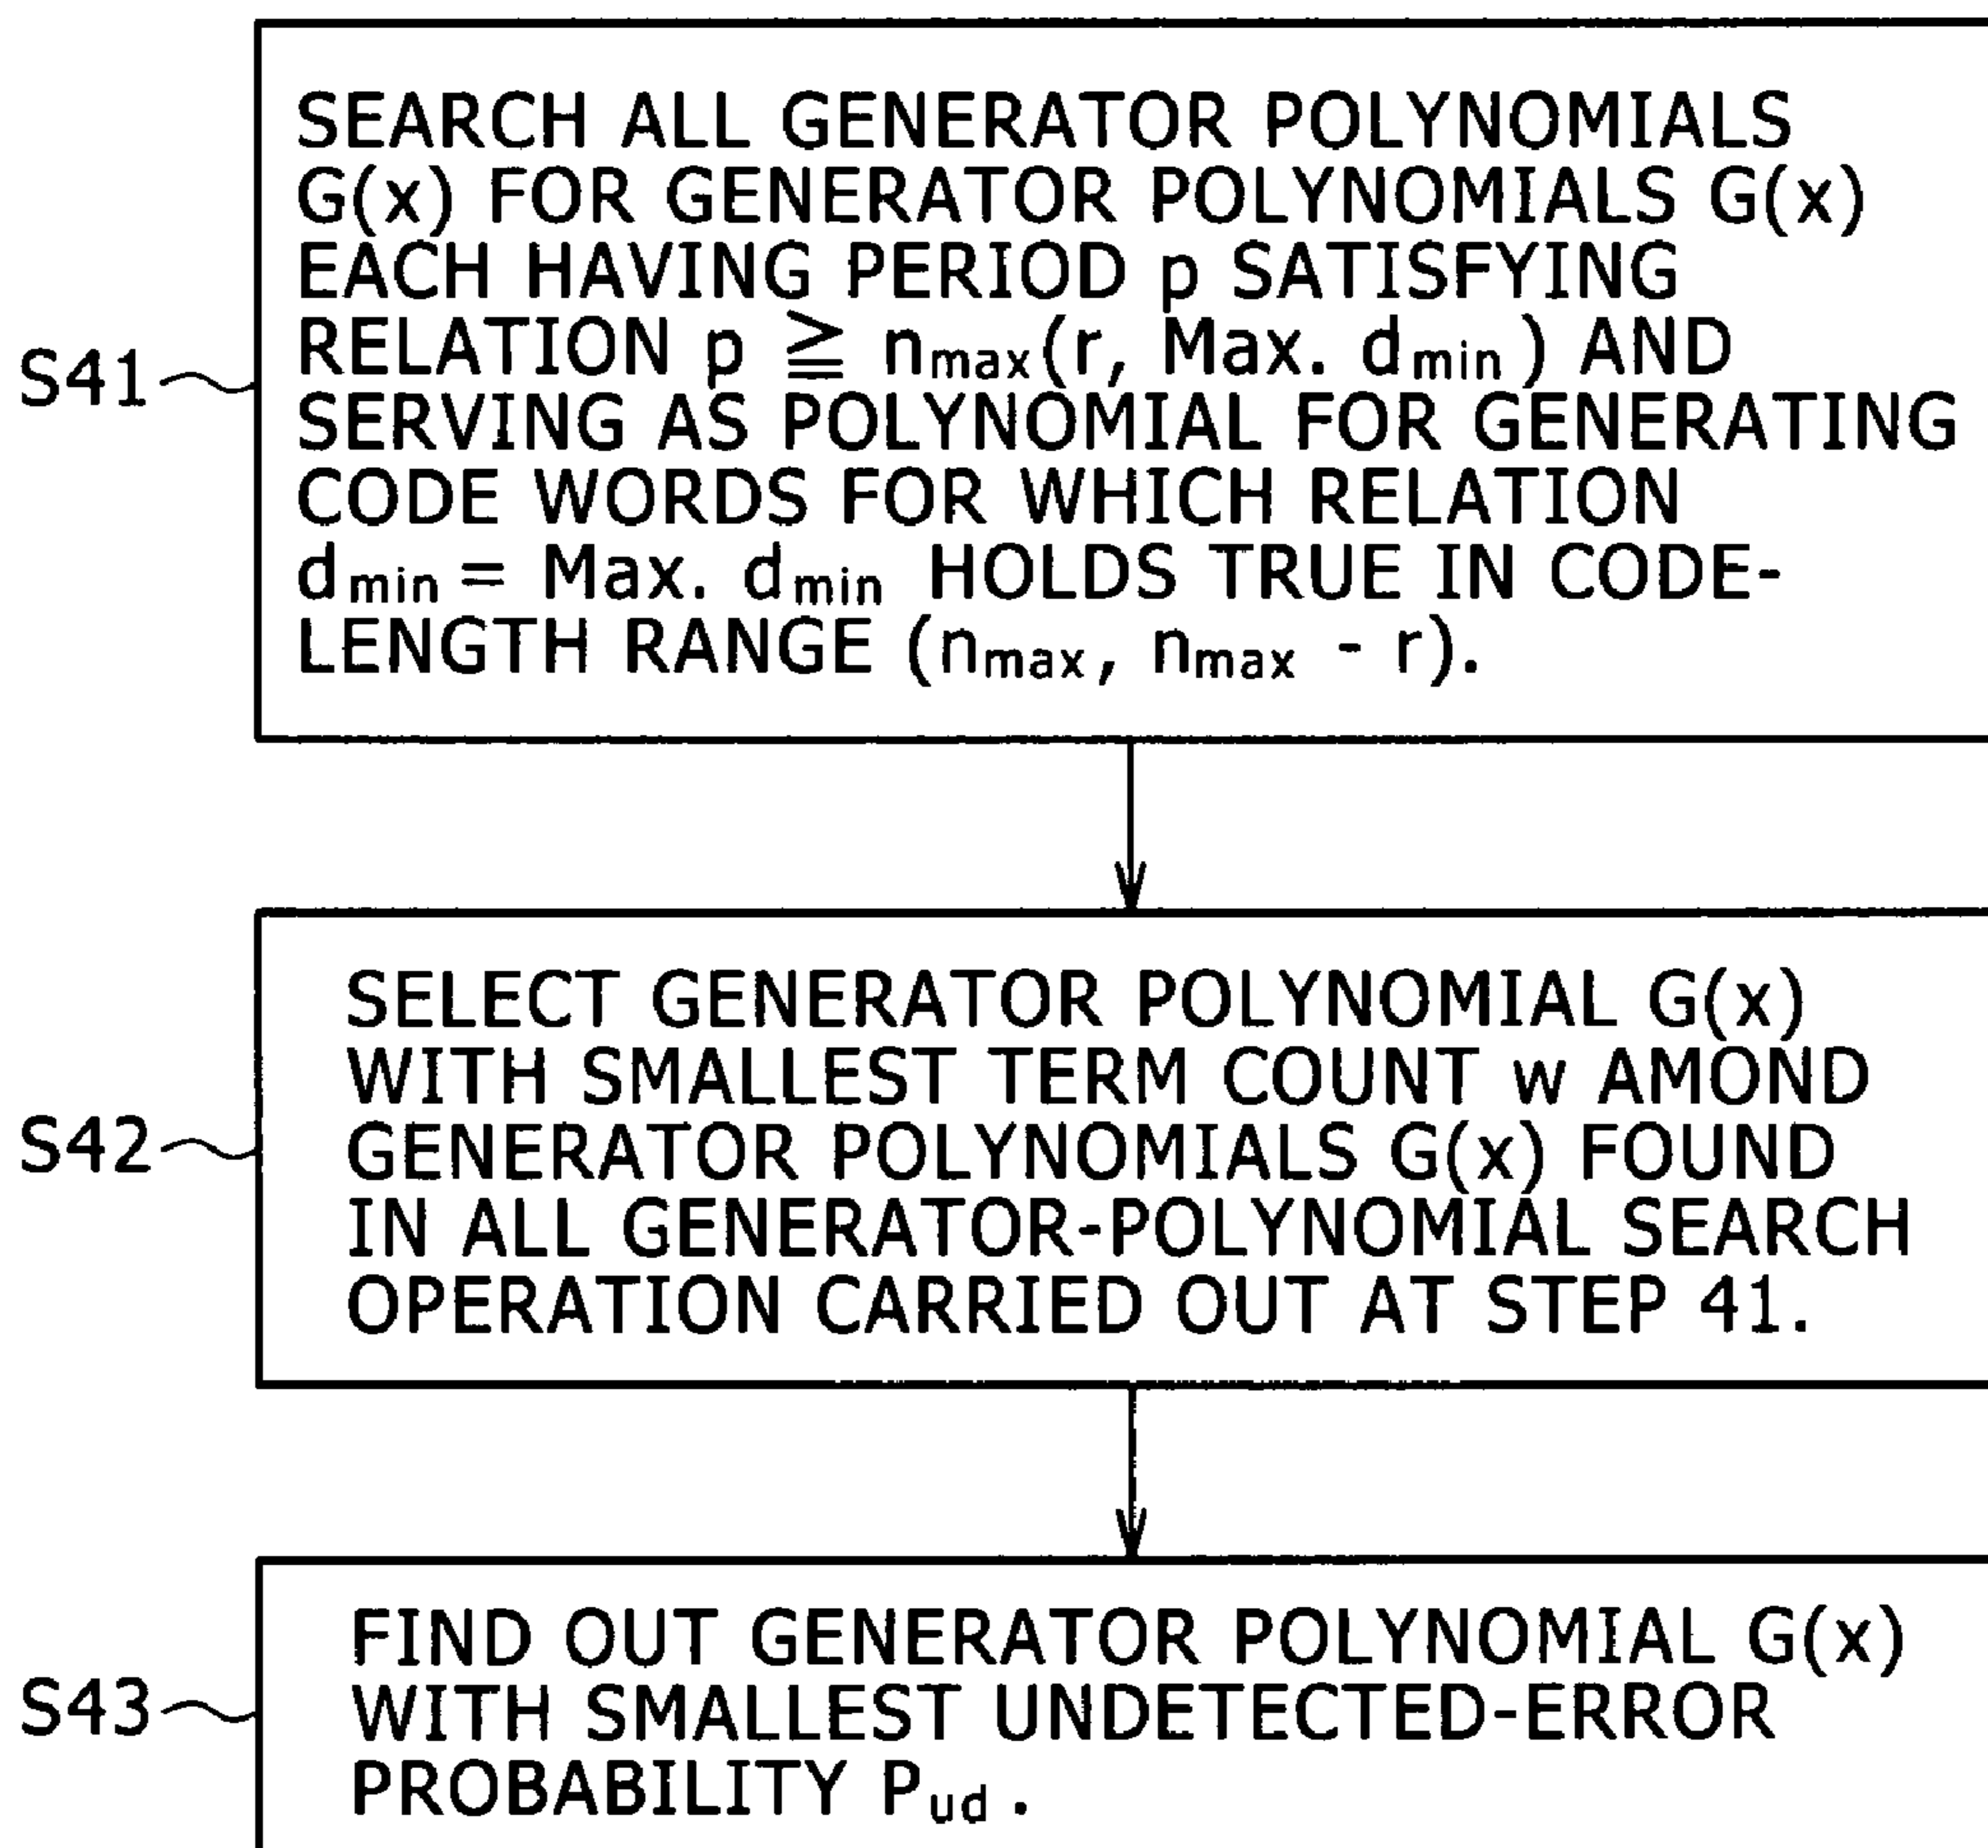 SEARCH ALL GENERATOR POLYNOMIALS
G(x) FOR GENERATOR POLYNOMIALS G(x)
EACH HAVING PERIOD p SATISFYING
RELATION p ≧ nmax(r, Max. dmin) AND
SERVING AS POLYNOMIAL FOR GENERATING
CODE WORDS FOR WHICH RELATION
dmin = Max. dmin HOLDS TRUE IN CODE-
LENGTH RANGE (nmax, nmax - r).
S41
SELECT GENERATOR POLYNOMIAL G(x)
WITH SMALLEST TERM COUNT w AMOND
GENERATOR POLYNOMIALS G(x) FOUND
IN ALL GENERATOR-POLYNOMIAL SEARCH
OPERATION CARRIED OUT AT STEP 41.
S42
FIND OUT GENERATOR POLYNOMIAL G(x)
WITH SMALLEST UNDETECTED-ERROR
PROBABILITY Pud.
S43